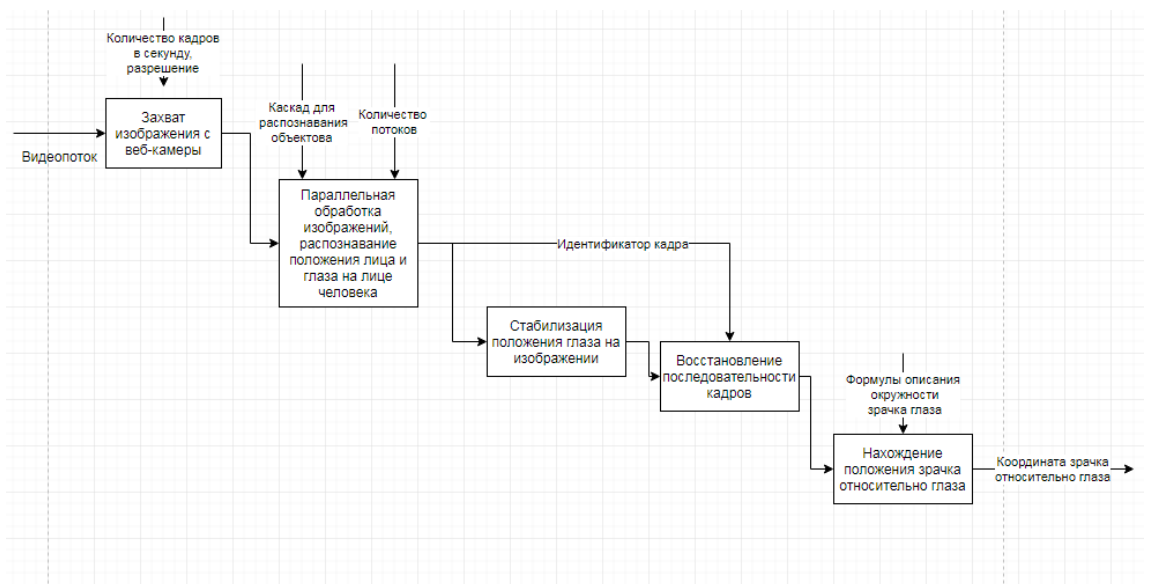 Количество кадров
в секунду,
разрешение
Захват
изображения с
веб-камеры
Видеопоток
Каскад для
распознавания
объектова
Количество
потоков
Параллельная
обработка
изображений,
распознавание
положения лица и
глаза на лице
человека
Идентификатор кадра
Стабилизация
положения глаза на
изображении
Восстановление
последовательности
кадров
Формулы описания
окружности
зрачка глаза
Нахождение
положения зрачка
относительно глаза
Координата зрачка
относительно глаза